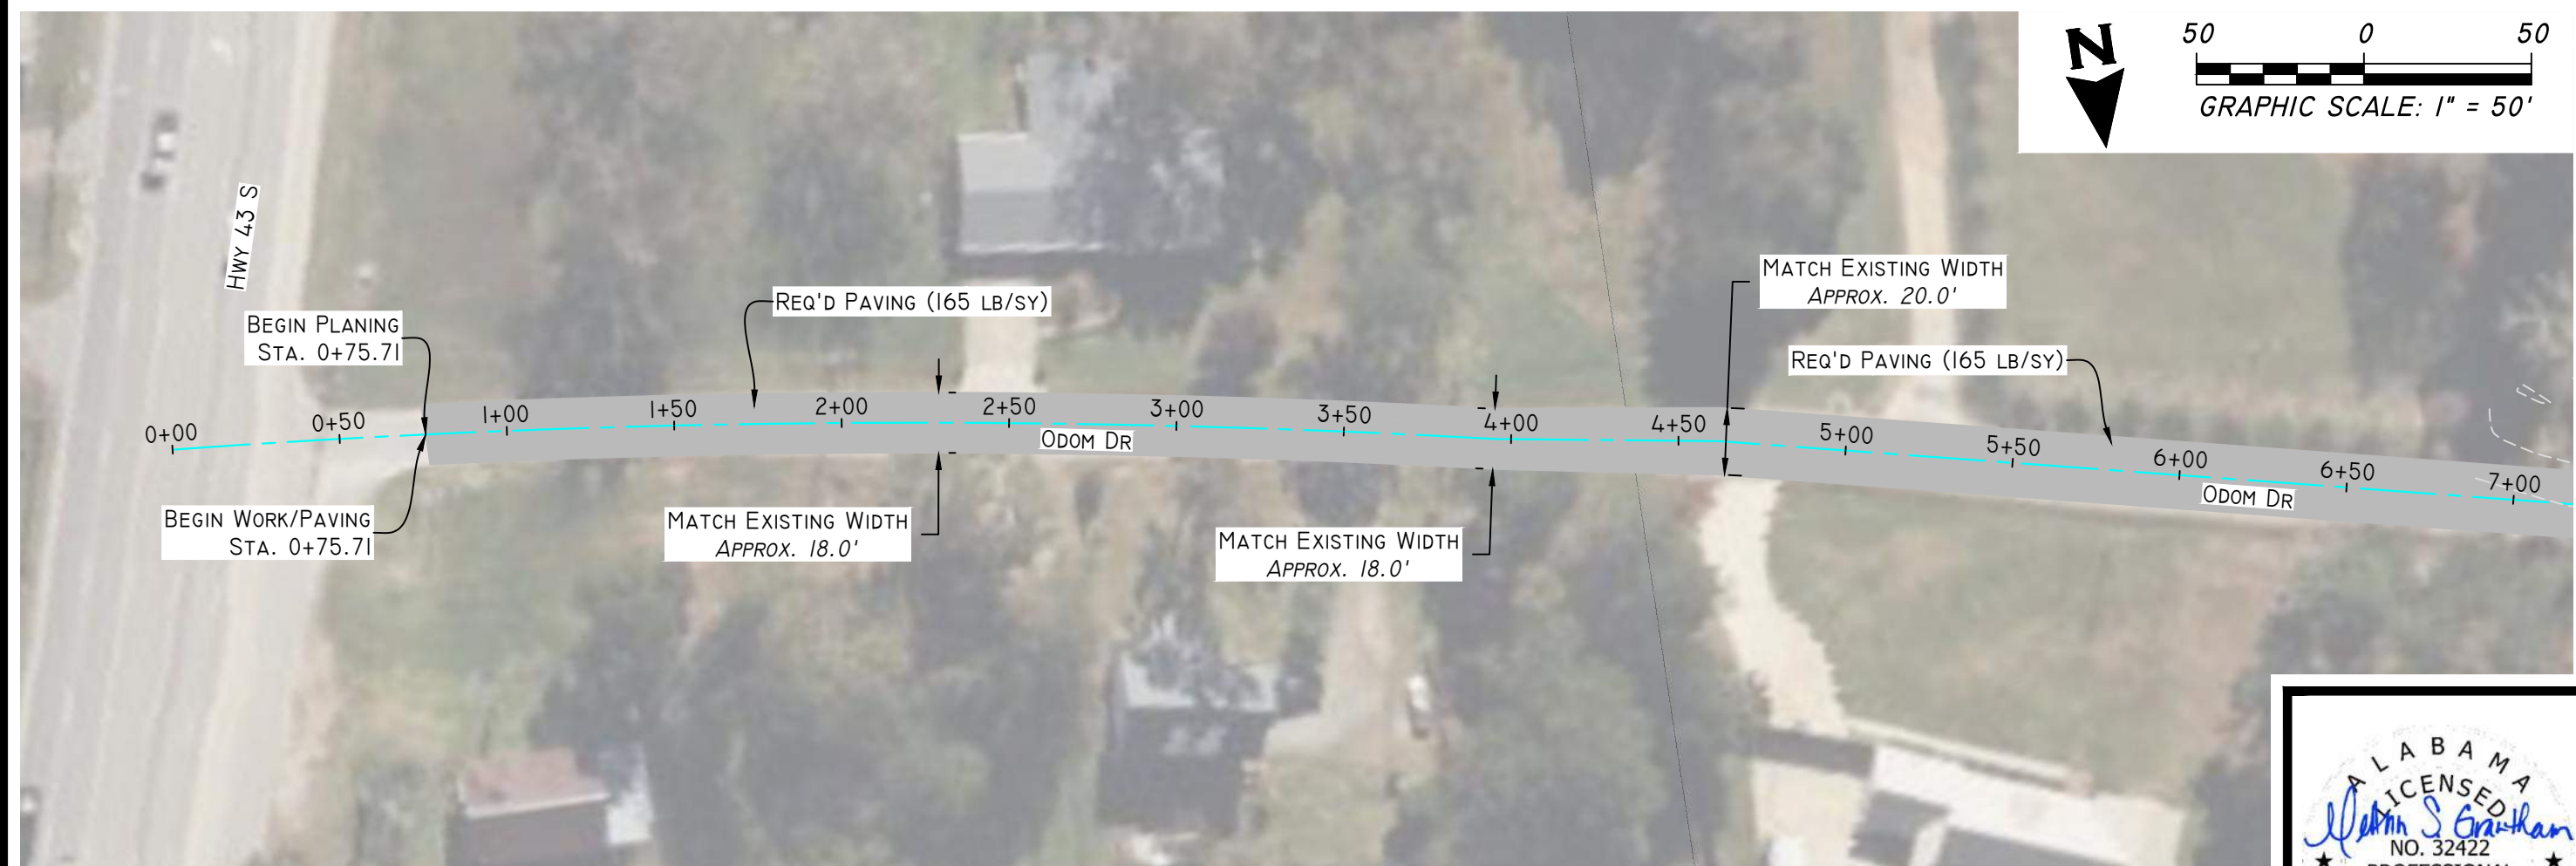 N
50 0 50
GRAPHIC SCALE: 1" = 50'
HWY 43 S
BEGIN PLANING
STA. 0+75.71
REQ'D PAVING (165 LB/SY)
MATCH EXISTING WIDTH
APPROX. 20.0'
REQ'D PAVING (165 LB/SY)
0+00 0+50 1+00 1+50 2+00 2+50 3+00 3+50 4+00 4+50 5+00 5+50 6+00 6+50 7+00
ODOM DR
ODOM DR
BEGIN WORK/PAVING
STA. 0+75.71
MATCH EXISTING WIDTH
APPROX. 18.0'
MATCH EXISTING WIDTH
APPROX. 18.0'
ALABAMA
LICENSED
NO. 32422
PROFESSIONAL